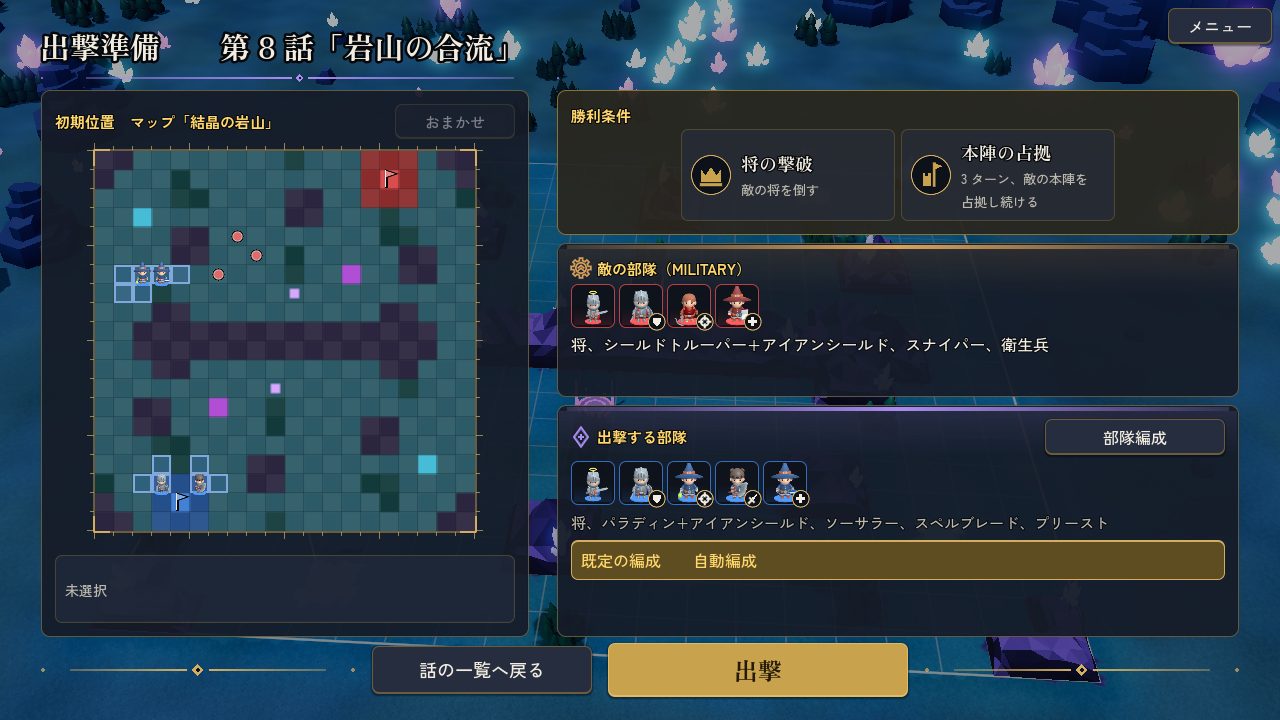 出撃準備　　第 8 話「岩山の合流」
メニュー
初期位置　マップ「結晶の岩山」
おまかせ
未選択
勝利条件
将の撃破
敵の将を倒す
本陣の占拠
3 ターン、敵の本陣を
占拠し続ける
敵の部隊（MILITARY）
将、シールドトルーパー＋アイアンシールド、スナイパー、衛生兵
出撃する部隊
部隊編成
将、パラディン＋アイアンシールド、ソーサラー、スペルブレード、プリースト
既定の編成　　自動編成
話の一覧へ戻る
出撃